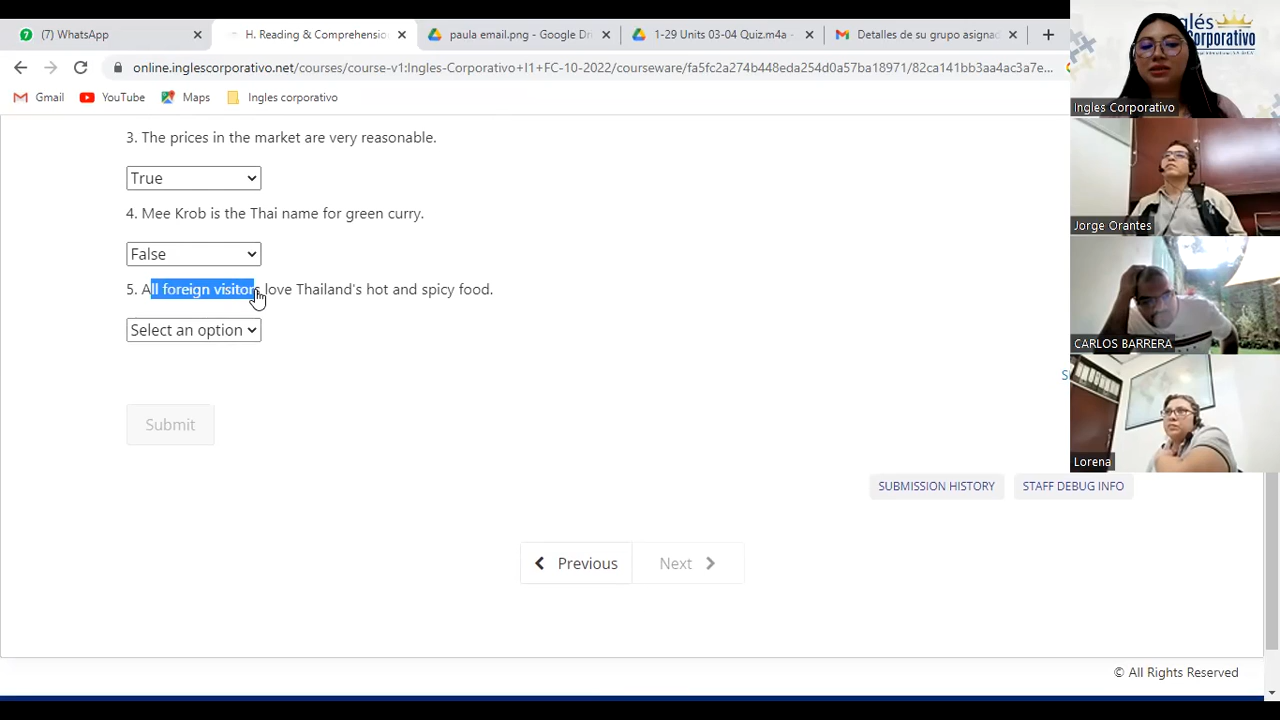 (7) WhatsApp
H. Reading & Comprehensio
paula email.png - Google Dri
1-29 Units 03-04 Quiz.m4a -
Detalles de su grupo asignad
online.inglescorporativo.net/courses/course-v1:Ingles-Corporativo+I1+FC-10-2022/courseware/fa5fc2a274b448eda254d0a57ba18971/82ca141bb3aa4ac3a7e...
Gmail
YouTube
Maps
Ingles corporativo
3. The prices in the market are very reasonable.
True
4. Mee Krob is the Thai name for green curry.
False
5. All foreign visitors love Thailand's hot and spicy food.
Select an option
Submit
SUBMISSION HISTORY
STAFF DEBUG INFO
Previous
Next
© All Rights Reserved
Ingles Corporativo
Jorge Orantes
CARLOS BARRERA
Lorena